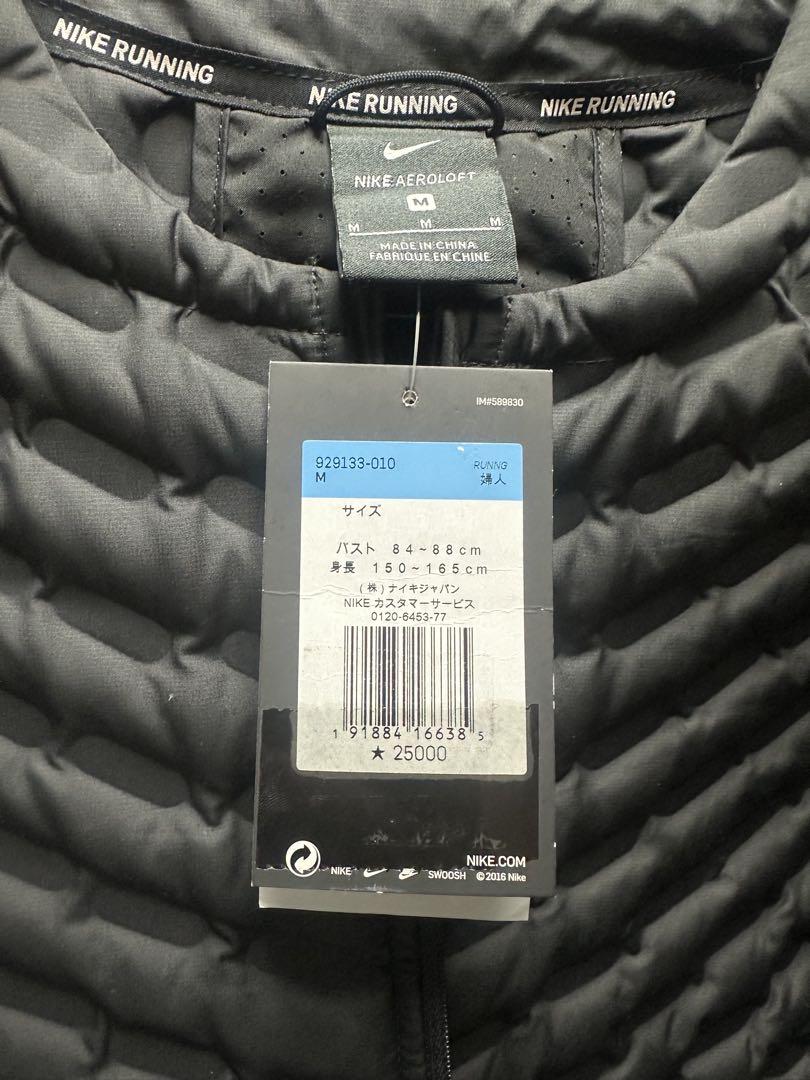 NIKE RUNNING
NIKE RUNNING
NIKE RUNNING
NIKE AEROLOFT
M
M M M
MADE IN CHINA
FABRIQUE EN CHINE
IM#589830
929133-010 RUNNG
M 婦人
サイズ
バスト 84~88cm
身長 150~165cm
(株)ナイキジャパン
NIKE カスタマーサービス
0120-6453-77
1 91884 16638 5
★ 25000
NIKE.COM
NIKE SWOOSH ©2016 Nike